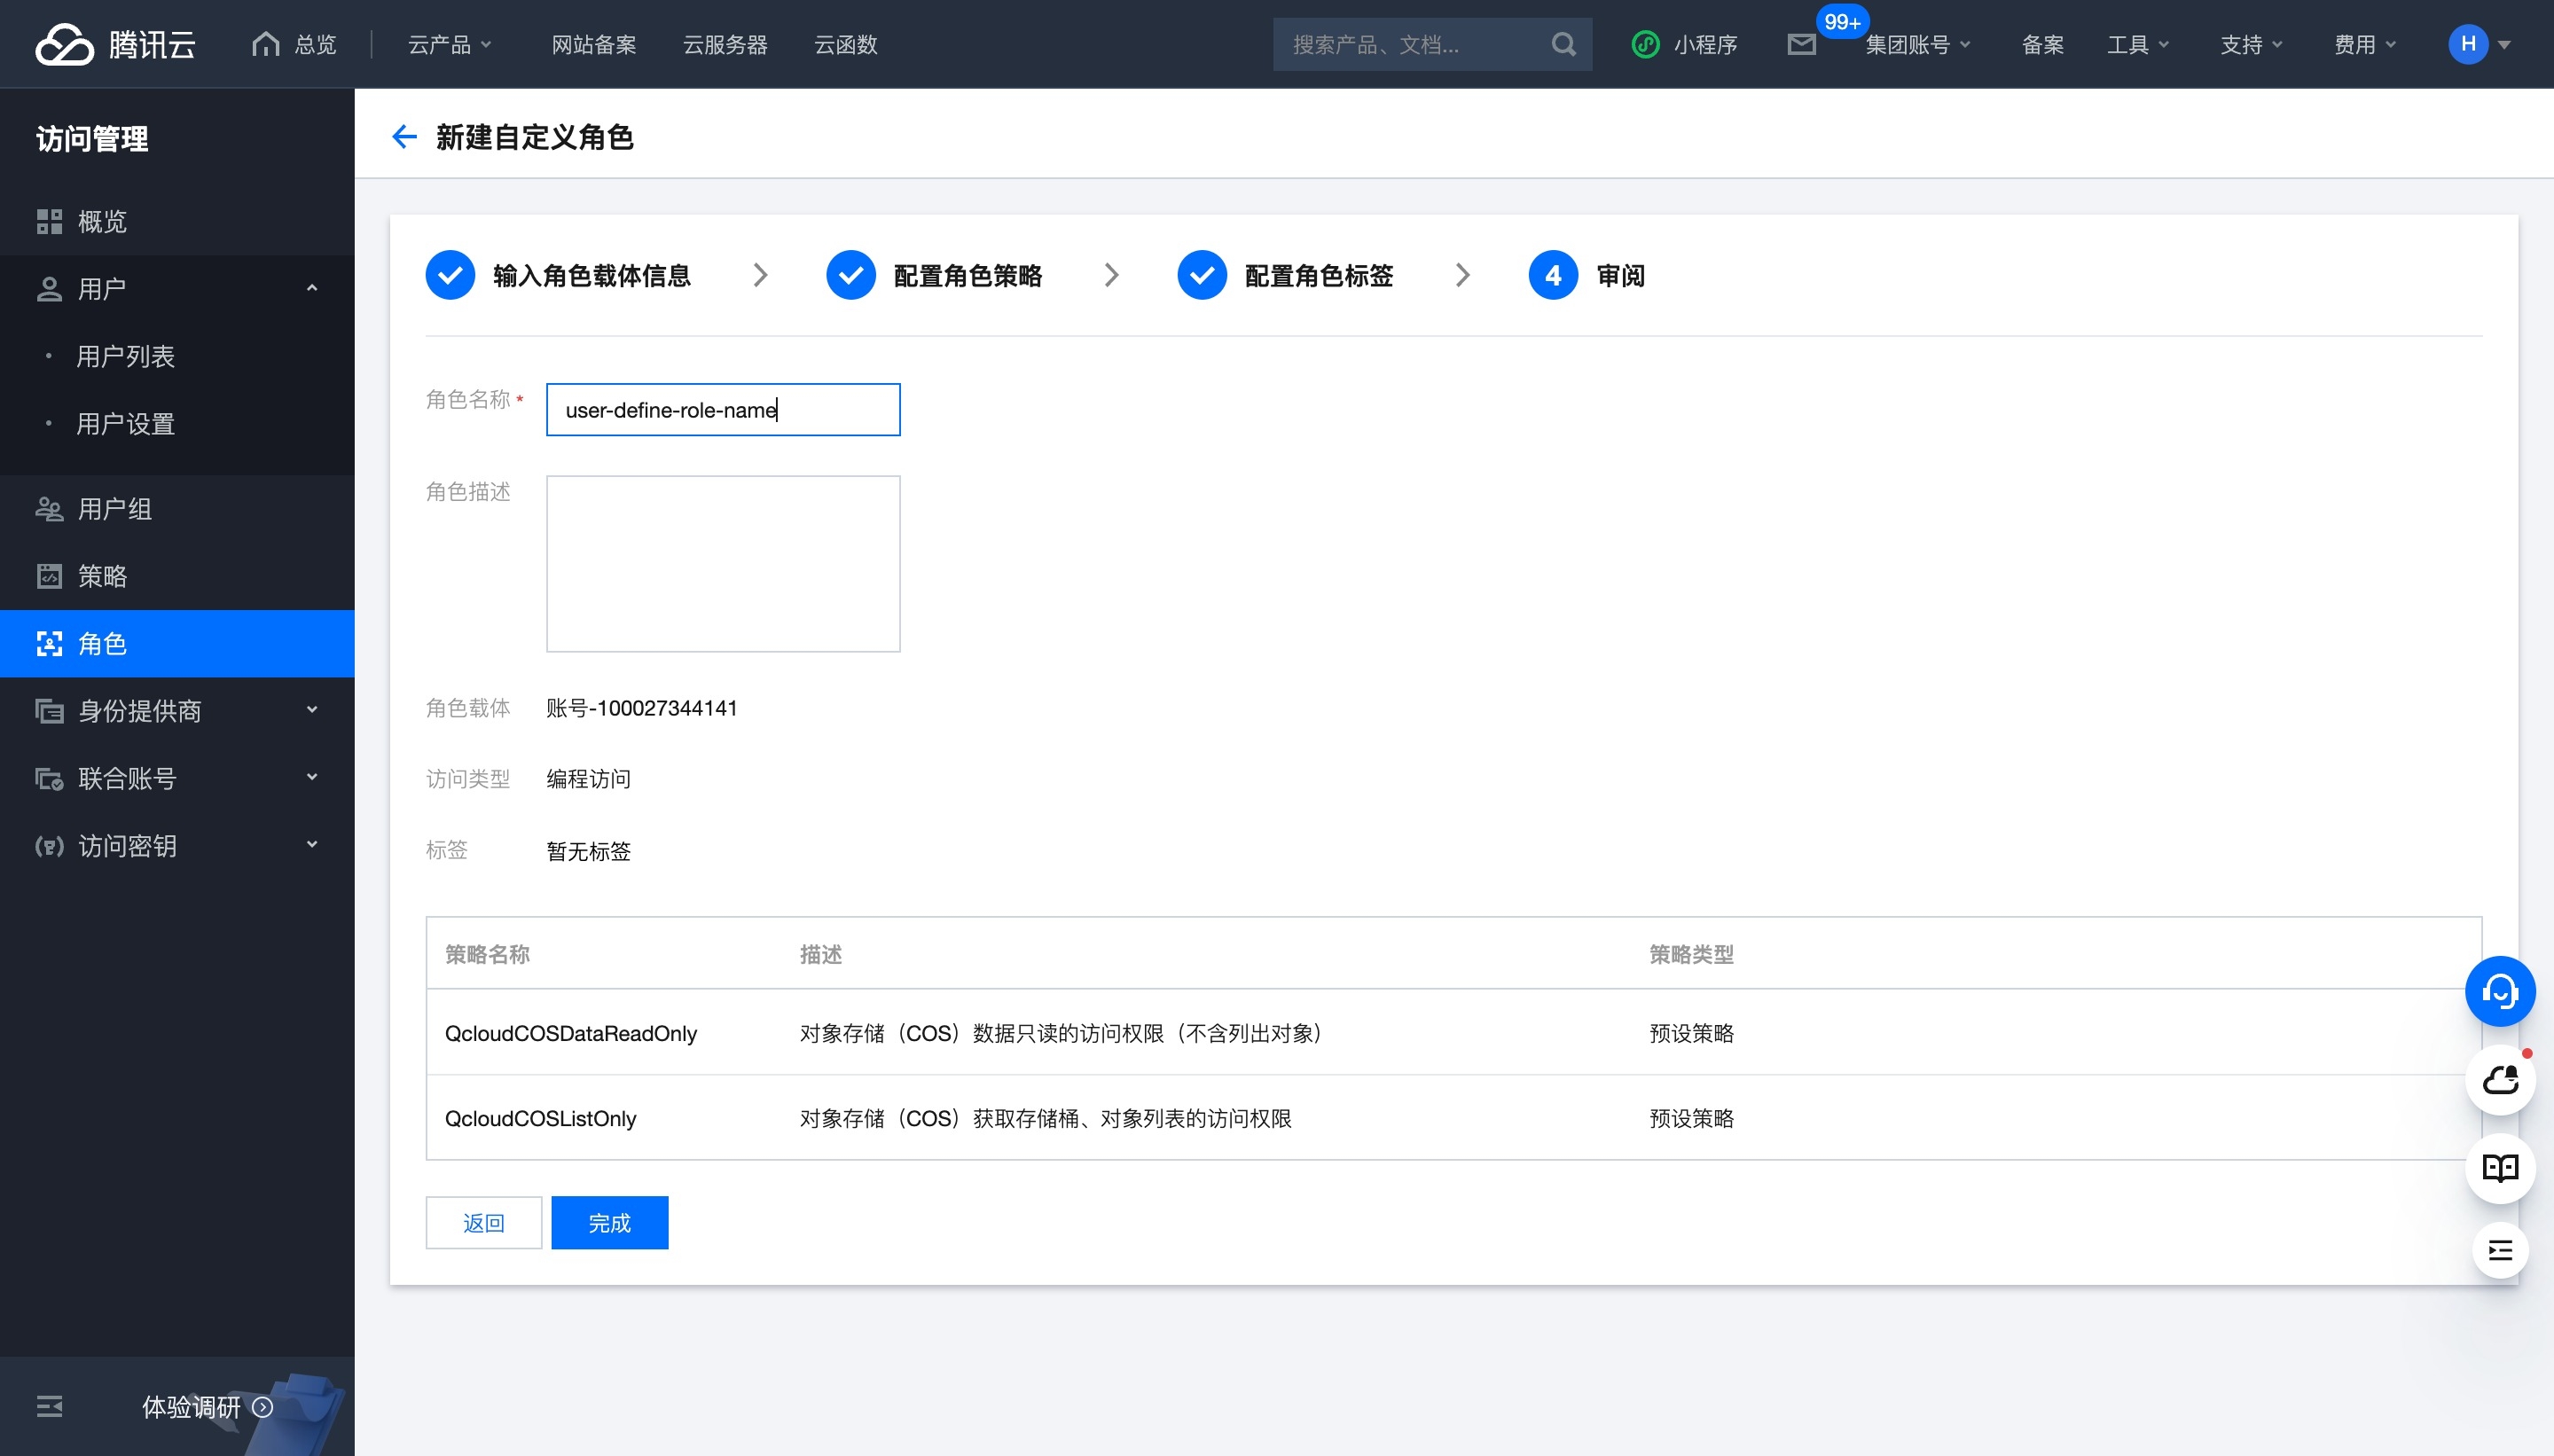 腾讯云
总览
云产品
网站备案
云服务器
云函数
搜索产品、文档...
小程序
99+
集团账号
备案
工具
支持
费用
H
访问管理
概览
用户
用户列表
用户设置
用户组
策略
角色
身份提供商
联合账号
访问密钥
体验调研
新建自定义角色
输入角色载体信息
配置角色策略
配置角色标签
4 审阅
角色名称 * user-define-role-name
角色描述
角色载体 账号-100027344141
访问类型 编程访问
标签 暂无标签
策略名称 描述 策略类型
QcloudCOSDataReadOnly 对象存储（COS）数据只读的访问权限（不含列出对象） 预设策略
QcloudCOSListOnly 对象存储（COS）获取存储桶、对象列表的访问权限 预设策略
返回 完成